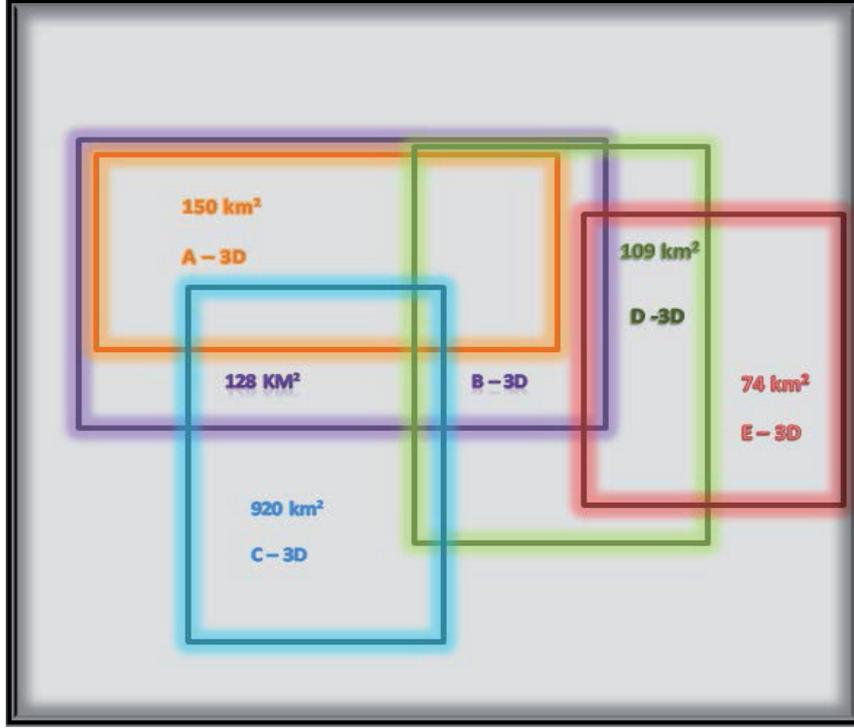 150 km²
A – 3D
109 km²
D -3D
128 KM²
B – 3D
74 km²
E – 3D
920 km²
C – 3D